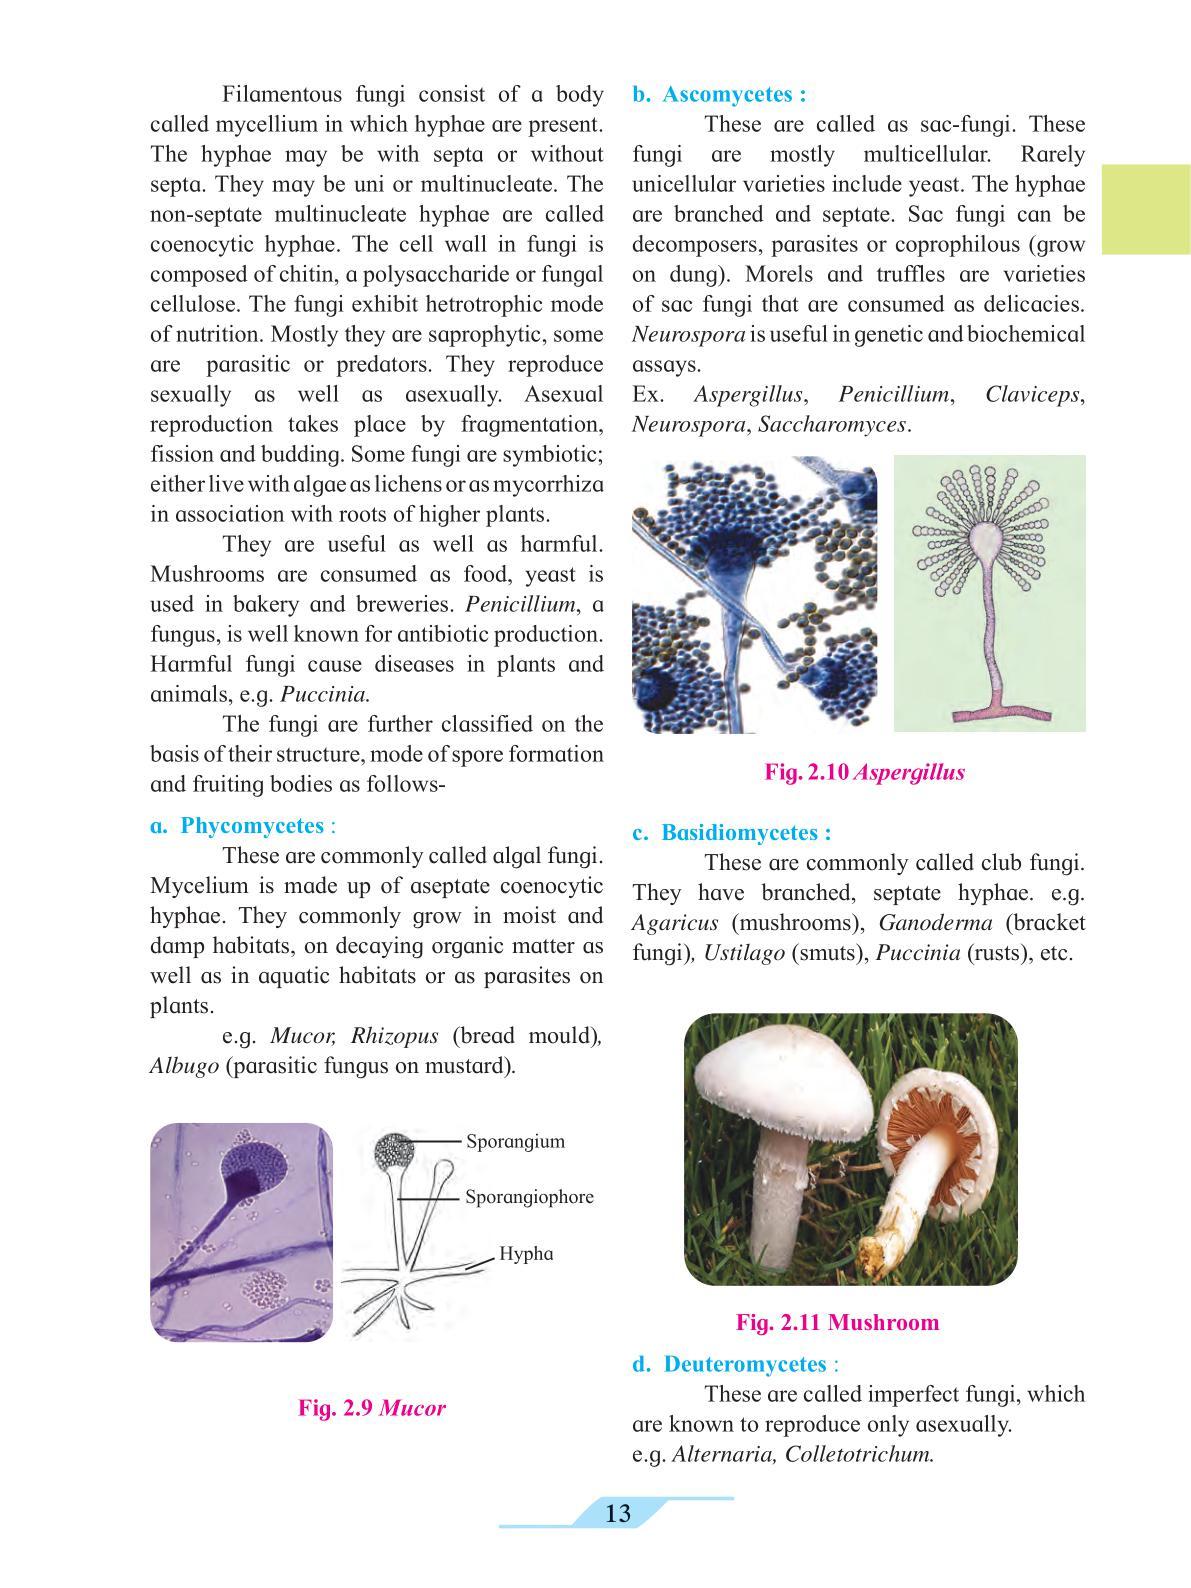 Filamentous fungi consist of a body
called mycellium in which hyphae are present.
The hyphae may be with septa or without
septa. They may be uni or multinucleate. The
non-septate multinucleate hyphae are called
coenocytic hyphae. The cell wall in fungi is
composed of chitin, a polysaccharide or fungal
cellulose. The fungi exhibit hetrotrophic mode
of nutrition. Mostly they are saprophytic, some
are parasitic or predators. They reproduce
sexually as well as asexually. Asexual
reproduction takes place by fragmentation,
fission and budding. Some fungi are symbiotic;
either live with algae as lichens or as mycorrhiza
in association with roots of higher plants.
They are useful as well as harmful.
Mushrooms are consumed as food, yeast is
used in bakery and breweries. Penicillium, a
fungus, is well known for antibiotic production.
Harmful fungi cause diseases in plants and
animals, e.g. Puccinia.
The fungi are further classified on the
basis of their structure, mode of spore formation
and fruiting bodies as follows-
a. Phycomycetes :
These are commonly called algal fungi.
Mycelium is made up of aseptate coenocytic
hyphae. They commonly grow in moist and
damp habitats, on decaying organic matter as
well as in aquatic habitats or as parasites on
plants.
e.g. Mucor, Rhizopus (bread mould),
Albugo (parasitic fungus on mustard).
Sporangium
Sporangiophore
Hypha
Fig. 2.9 Mucor
b. Ascomycetes :
These are called as sac-fungi. These
fungi are mostly multicellular. Rarely
unicellular varieties include yeast. The hyphae
are branched and septate. Sac fungi can be
decomposers, parasites or coprophilous (grow
on dung). Morels and truffles are varieties
of sac fungi that are consumed as delicacies.
Neurospora is useful in genetic and biochemical
assays.
Ex. Aspergillus, Penicillium, Claviceps,
Neurospora, Saccharomyces.
Fig. 2.10 Aspergillus
c. Basidiomycetes :
These are commonly called club fungi.
They have branched, septate hyphae. e.g.
Agaricus (mushrooms), Ganoderma (bracket
fungi), Ustilago (smuts), Puccinia (rusts), etc.
Fig. 2.11 Mushroom
d. Deuteromycetes :
These are called imperfect fungi, which
are known to reproduce only asexually.
e.g. Alternaria, Colletotrichum.
13